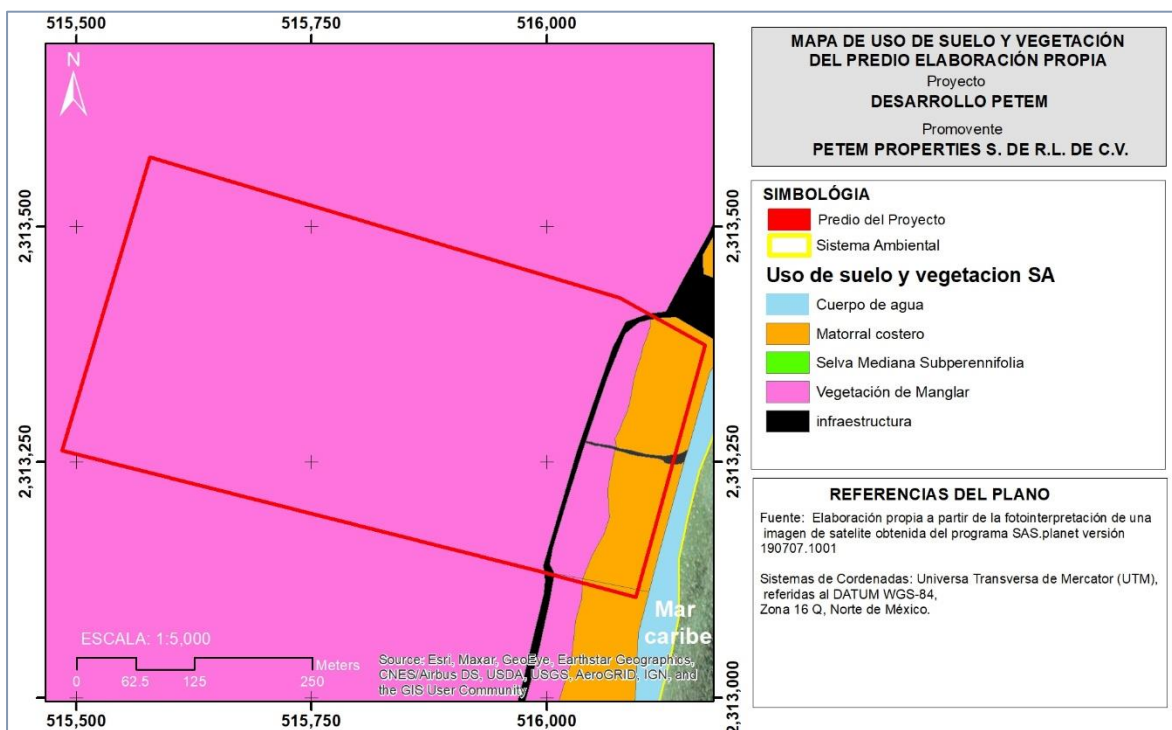 515,500 515,750 516,000
N
2,313,500
2,313,250
2,313,500
2,313,250
2,313,000
ESCALA: 1:5,000
Meters
0 62.5 125 250
Source: Esri, Maxar, GeoEye, Earthstar Geographics,
CNES/Airbus DS, USDA, USGS, AeroGRID, IGN, and
the GIS User Community
Mar
caribe
515,500 515,750 516,000
MAPA DE USO DE SUELO Y VEGETACIÓN
DEL PREDIO ELABORACIÓN PROPIA
Proyecto
DESARROLLO PETEM
Promovente
PETEM PROPERTIES S. DE R.L. DE C.V.
SIMBOLÓGIA
Predio del Proyecto
Sistema Ambiental
Uso de suelo y vegetacion SA
Cuerpo de agua
Matorral costero
Selva Mediana Subperennifolia
Vegetación de Manglar
infraestructura
REFERENCIAS DEL PLANO
Fuente: Elaboración propia a partir de la fotointerpretación de una
imagen de satelite obtenida del programa SAS.planet versión
190707.1001
Sistemas de Cordenadas: Universa Transversa de Mercator (UTM),
referidas al DATUM WGS-84,
Zona 16 Q, Norte de México.